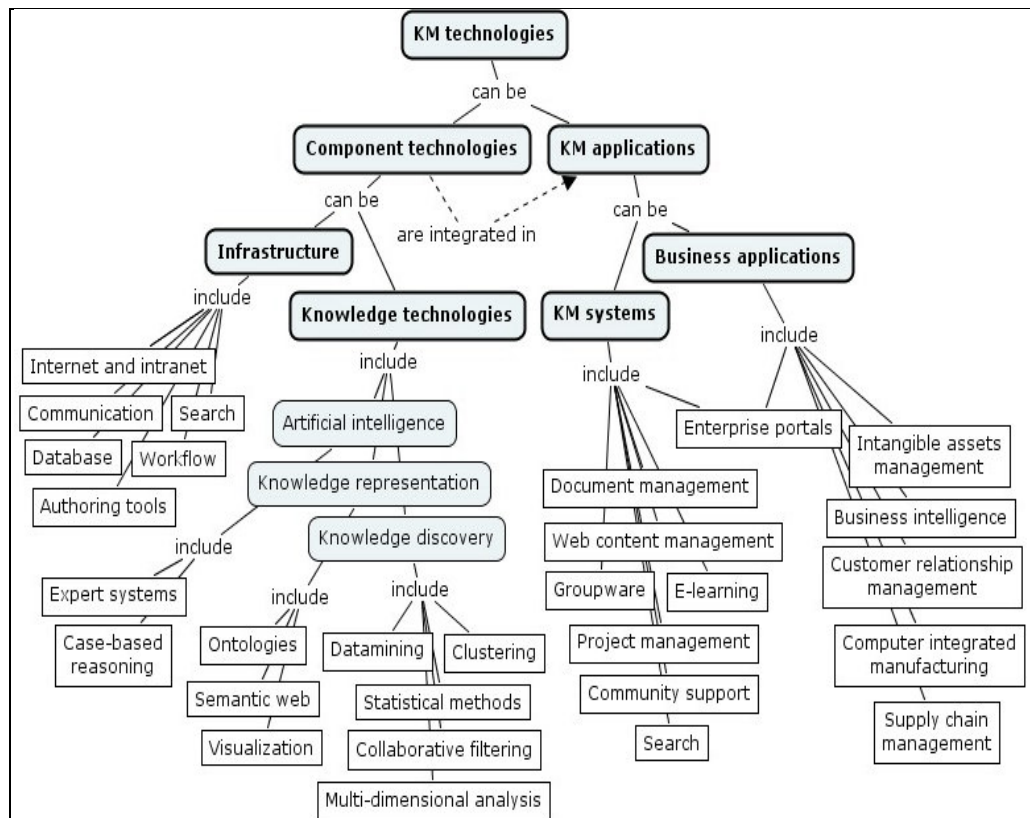 KM technologies
can be
Component technologies
KM applications
can be
are integrated in
can be
Infrastructure
Business applications
include
Knowledge technologies
KM systems
include
include
include
Internet and intranet
Communication
Search
Database
Workflow
Authoring tools
Artificial intelligence
Knowledge representation
Knowledge discovery
include
Expert systems
Case-based
reasoning
include
Ontologies
Semantic web
Visualization
include
Datamining
Clustering
Statistical methods
Collaborative filtering
Multi-dimensional analysis
Enterprise portals
Document management
Web content management
Groupware
E-learning
Project management
Community support
Search
Intangible assets
management
Business intelligence
Customer relationship
management
Computer integrated
manufacturing
Supply chain
management